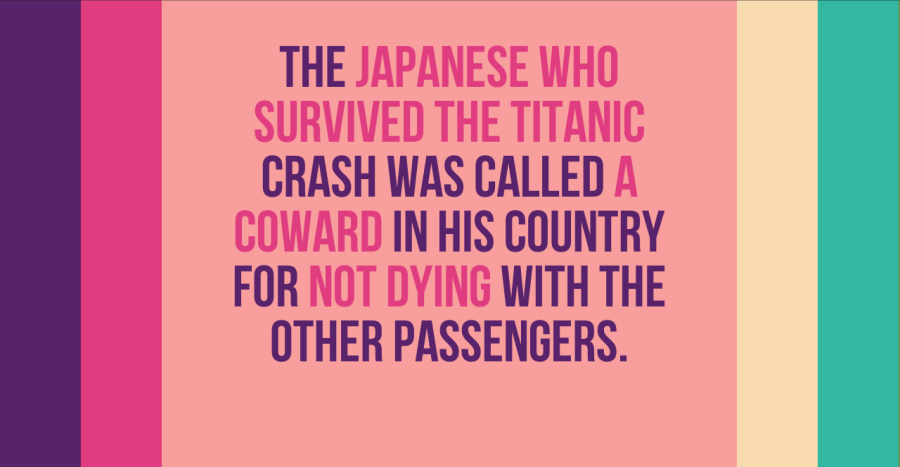 THE JAPANESE WHO
SURVIVED THE TITANIC
CRASH WAS CALLED A
COWARD IN HIS COUNTRY
FOR NOT DYING WITH THE
OTHER PASSENGERS.